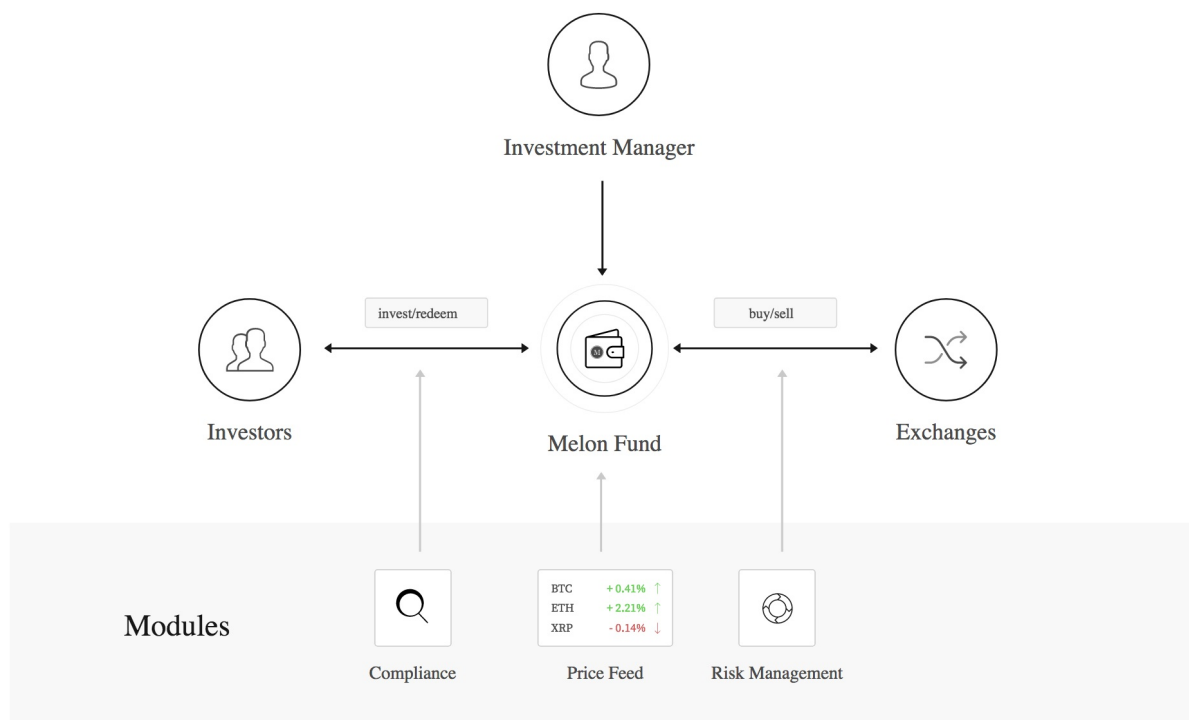 Investment Manager
invest/redeem
buy/sell
M
Investors
Melon Fund
Exchanges
Modules
BTC +0.41% ↑
ETH +2.21% ↑
XRP -0.14% ↓
Compliance
Price Feed
Risk Management